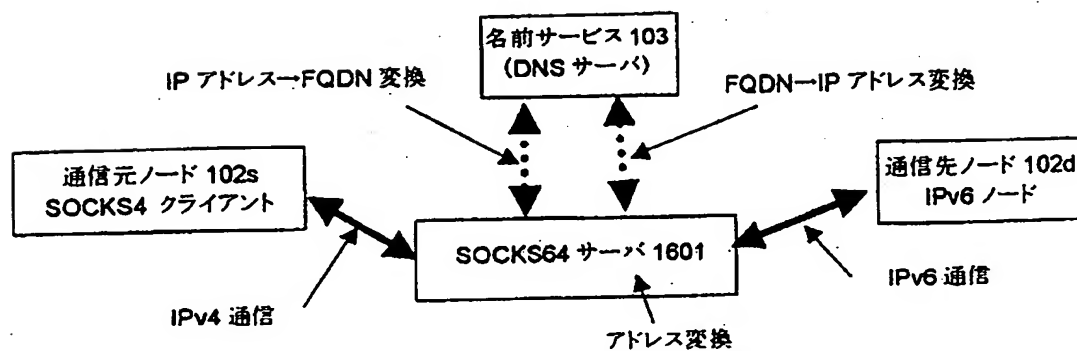 名前サービス 103
(DNS サーバ)
IP アドレス→FQDN 変換
FQDN→IP アドレス変換
通信元ノード 102s
SOCKS4 クライアント
通信先ノード 102d
IPv6 ノード
SOCKS64 サーバ 1601
IPv4 通信
IPv6 通信
アドレス変換